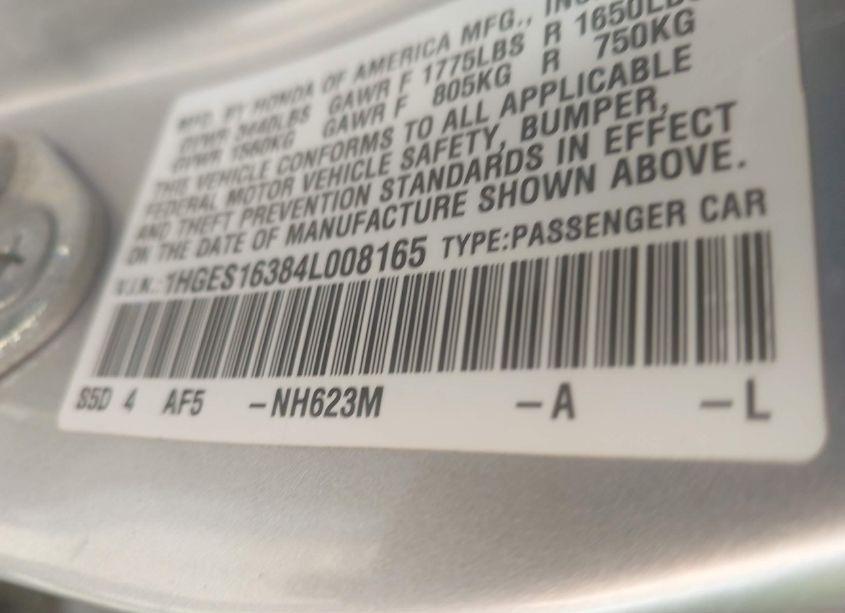 MFD. BY HONDA OF AMERICA MFG., INC.
GVWR 3440LBS GAWR F 1775LBS R 1650LBS
GVWR 1560KG GAWR F 805KG R 750KG
THIS VEHICLE CONFORMS TO ALL APPLICABLE
FEDERAL MOTOR VEHICLE SAFETY, BUMPER,
AND THEFT PREVENTION STANDARDS IN EFFECT
ON THE DATE OF MANUFACTURE SHOWN ABOVE.
V.I.N.: 1HGES16384L008165 TYPE:PASSENGER CAR
S5D 4 AF5 -NH623M -A -L